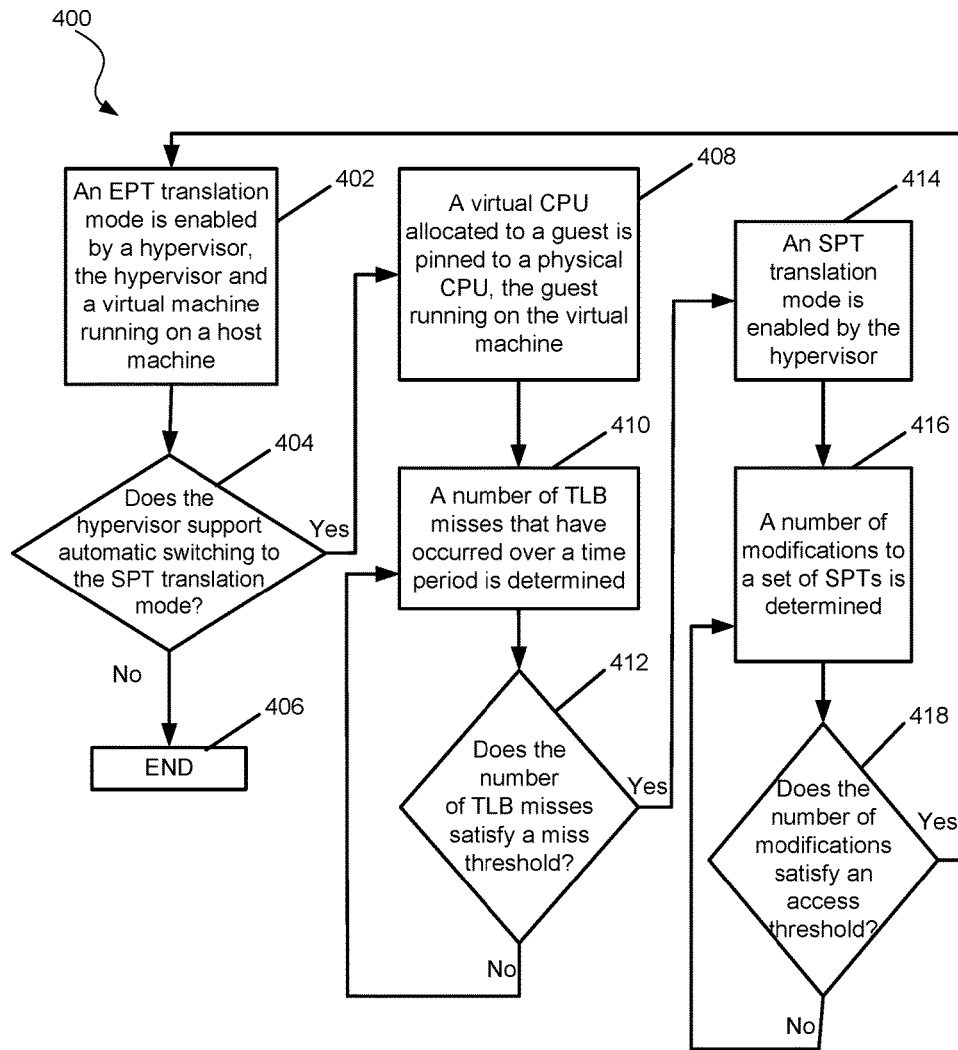 400
402
An EPT translation
mode is enabled
by a hypervisor,
the hypervisor and
a virtual machine
running on a host
machine
404
Does the
hypervisor support
automatic switching to
the SPT translation
mode?
Yes
No
406
END
408
A virtual CPU
allocated to a guest is
pinned to a physical
CPU, the guest
running on the virtual
machine
410
A number of TLB
misses that have
occurred over a time
period is determined
412
Does the
number
of TLB misses
satisfy a miss
threshold?
Yes
No
414
An SPT
translation
mode is
enabled by the
hypervisor
416
A number of
modifications to
a set of SPTs is
determined
418
Does the
number of
modifications
satisfy an
access
threshold?
Yes
No